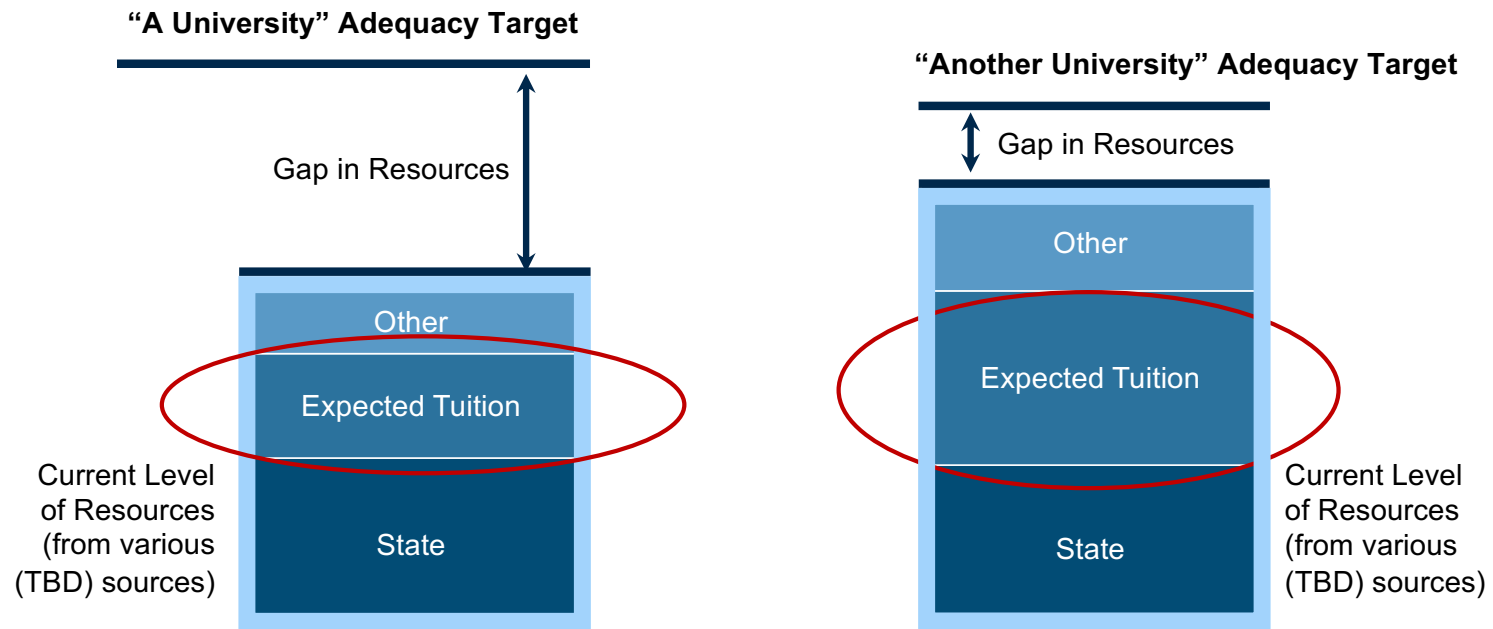 “A University” Adequacy Target
Gap in Resources
Other
Expected Tuition
State
Current Level
of Resources
(from various
(TBD) sources)
“Another University” Adequacy Target
Gap in Resources
Other
Expected Tuition
State
Current Level
of Resources
(from various
(TBD) sources)